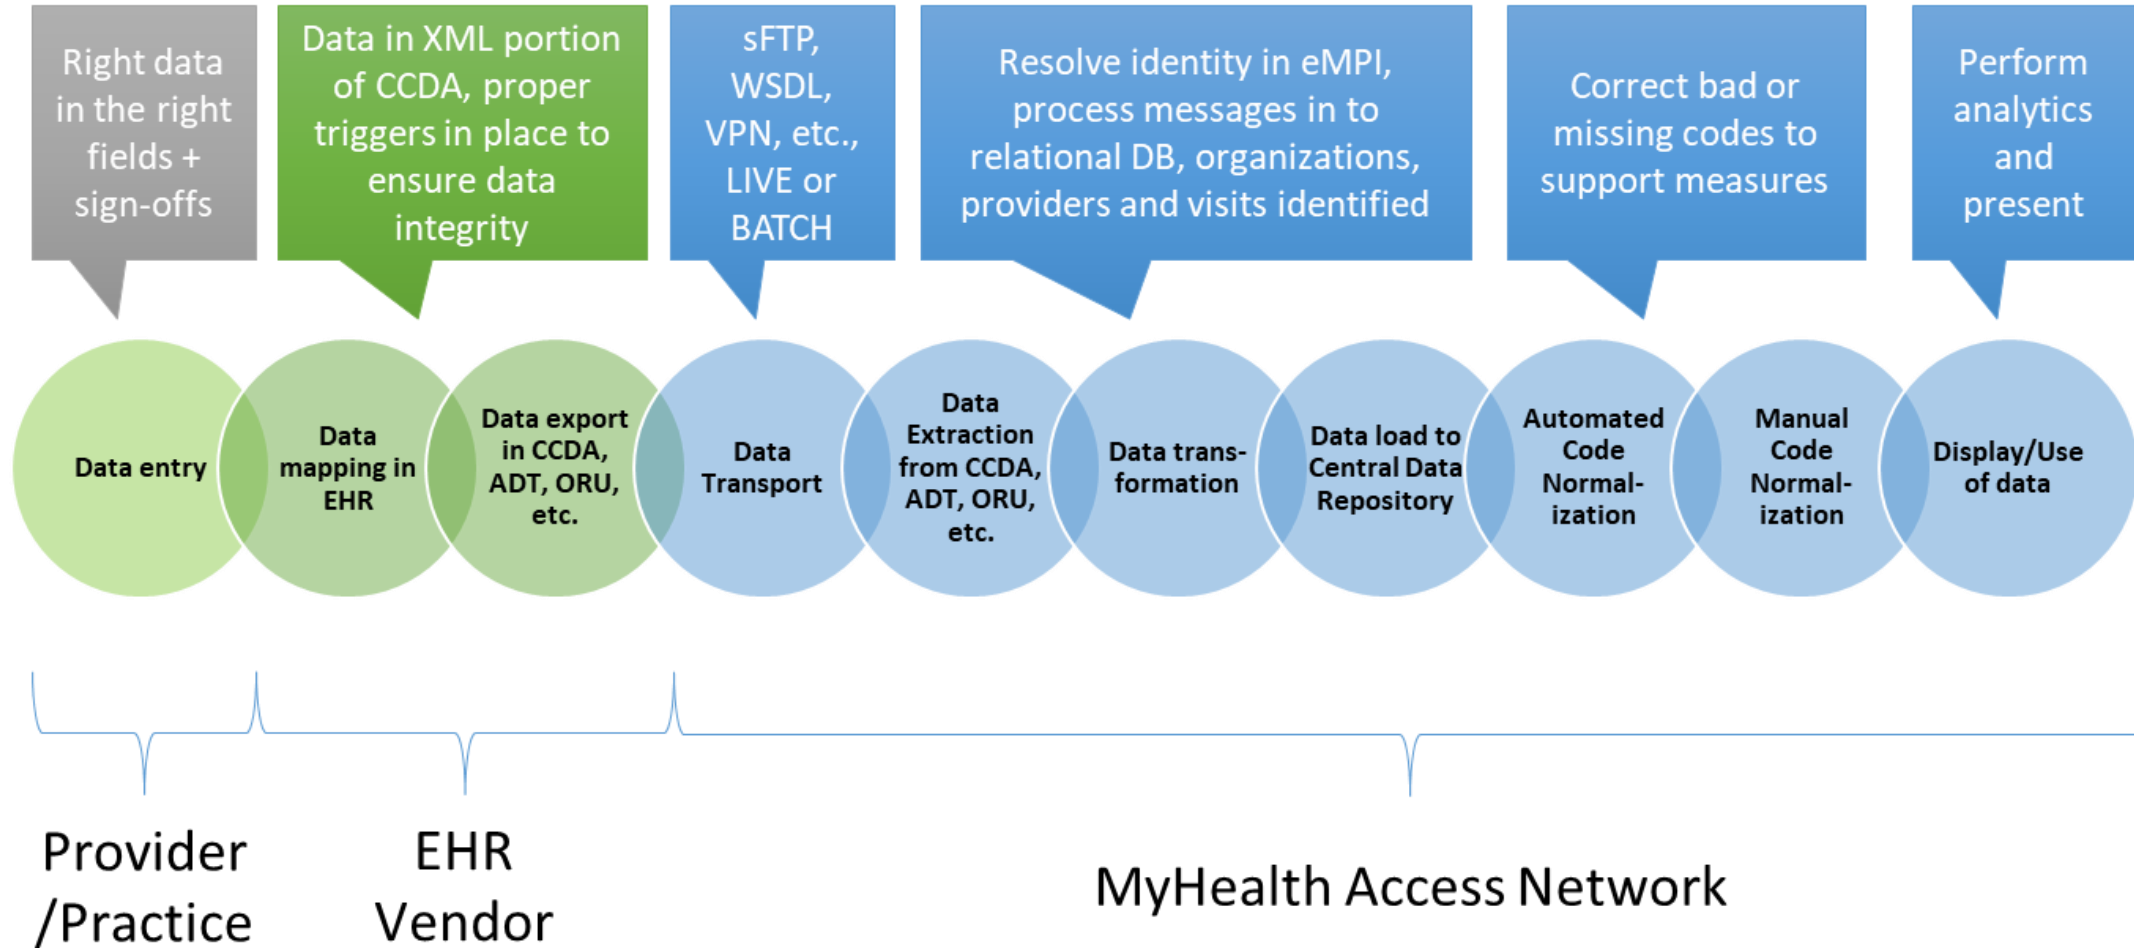 Right data
in the right
fields +
sign-offs
Data in XML portion
of CCDA, proper
triggers in place to
ensure data
integrity
sFTP,
WSDL,
VPN, etc.,
LIVE or
BATCH
Resolve identity in eMPI,
process messages in to
relational DB, organizations,
providers and visits identified
Correct bad or
missing codes to
support measures
Perform
analytics
and
present
Data entry
Data
mapping in
EHR
Data export
in CCDA,
ADT, ORU,
etc.
Data
Transport
Data
Extraction
from CCDA,
ADT, ORU,
etc.
Data trans-
formation
Data load to
Central Data
Repository
Automated
Code
Normal-
ization
Manual
Code
Normal-
ization
Display/Use
of data
Provider
/Practice
EHR
Vendor
MyHealth Access Network